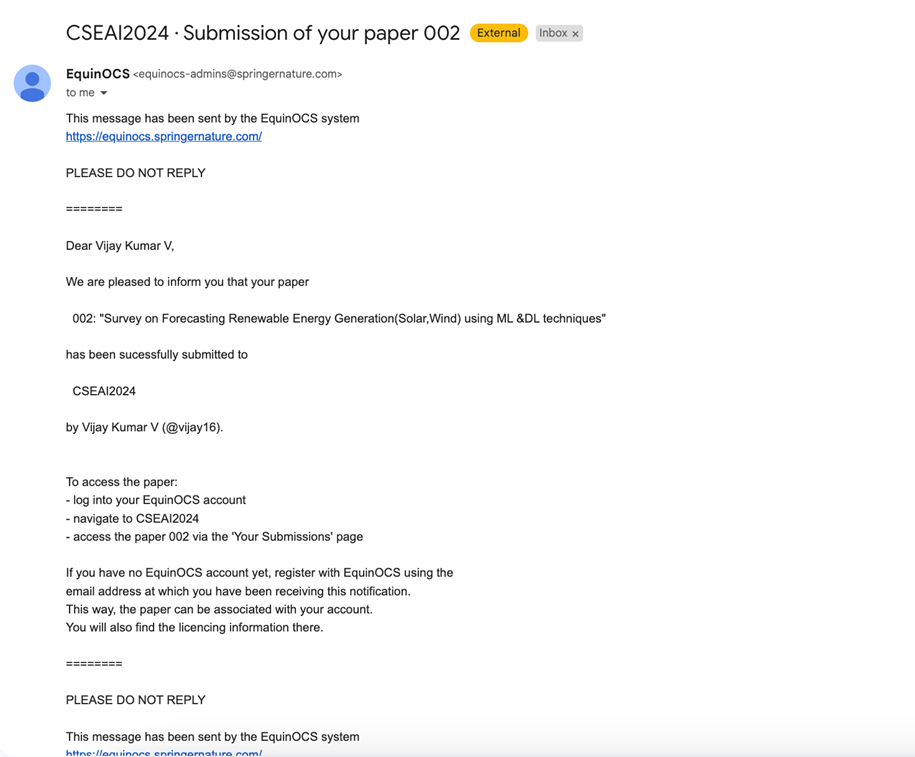 CSEAI2024 · Submission of your paper 002 External Inbox ×
EquinOCS <equinocs-admins@springernature.com>
to me
This message has been sent by the EquinOCS system
https://equinocs.springernature.com/
PLEASE DO NOT REPLY
========
Dear Vijay Kumar V,
We are pleased to inform you that your paper
002: "Survey on Forecasting Renewable Energy Generation(Solar,Wind) using ML &DL techniques"
has been sucessfully submitted to
CSEAI2024
by Vijay Kumar V (@vijay16).
To access the paper:
- log into your EquinOCS account
- navigate to CSEAI2024
- access the paper 002 via the 'Your Submissions' page
If you have no EquinOCS account yet, register with EquinOCS using the
email address at which you have been receiving this notification.
This way, the paper can be associated with your account.
You will also find the licencing information there.
========
PLEASE DO NOT REPLY
This message has been sent by the EquinOCS system
https://equinocs.springernature.com/